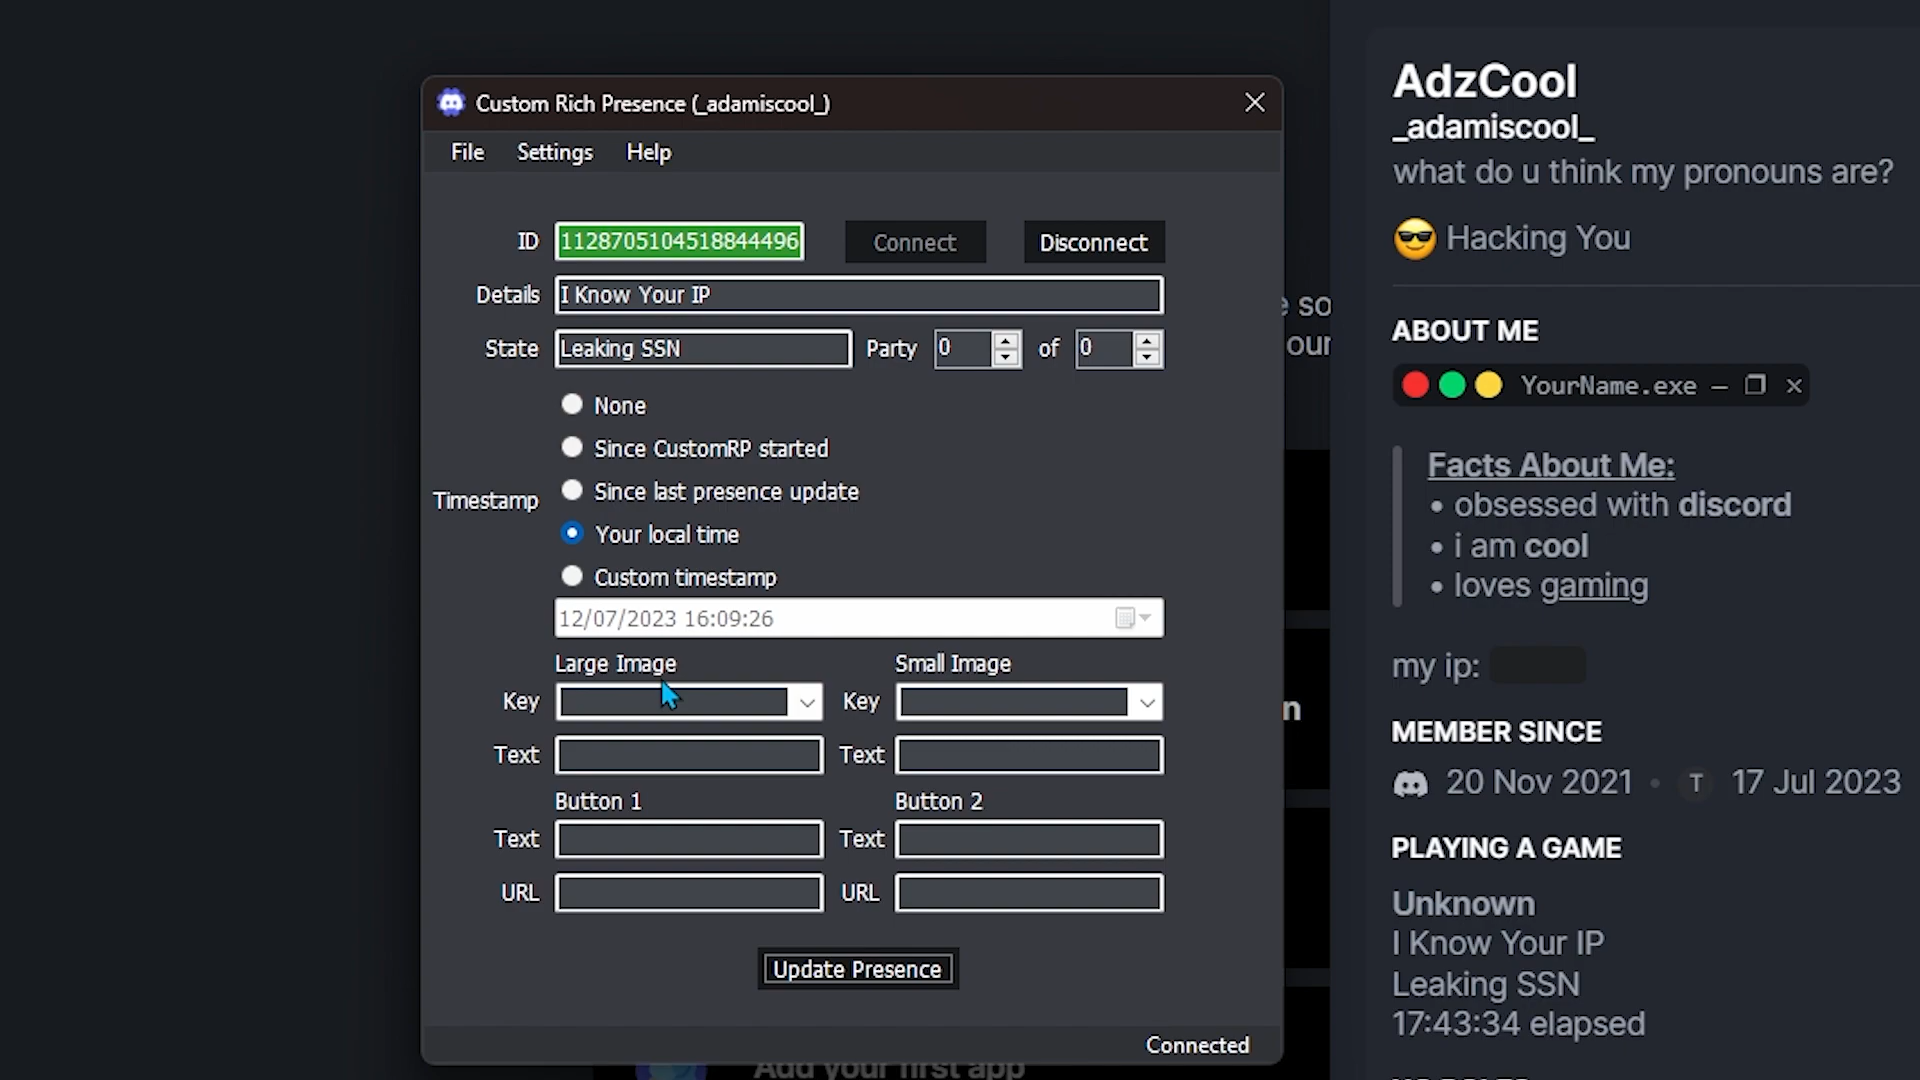 Custom Rich Presence (_adamiscool_)
File Settings Help
ID 1128705104518844496 Connect Disconnect
Details I Know Your IP
State Leaking SSN Party 0 of 0
Timestamp
None
Since CustomRP started
Since last presence update
Your local time
Custom timestamp
12/07/2023 16:09:26
Large Image Small Image
Key Key
Text Text
Button 1 Button 2
Text Text
URL URL
Update Presence
Connected
Add your first app
AdzCool
_adamiscool_
what do u think my pronouns are?
😎 Hacking You
ABOUT ME
YourName.exe
Facts About Me:
• obsessed with discord
• i am cool
• loves gaming
my ip:
MEMBER SINCE
20 Nov 2021 • T 17 Jul 2023
PLAYING A GAME
Unknown
I Know Your IP
Leaking SSN
17:43:34 elapsed